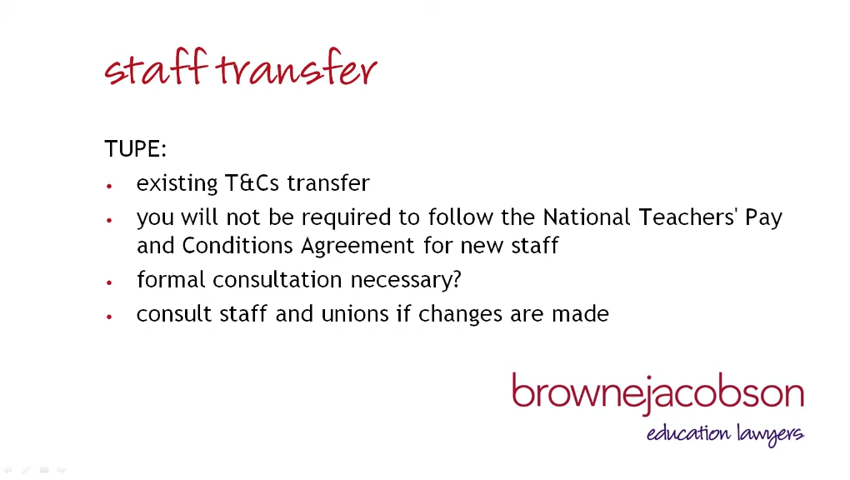 staff transfer
TUPE:
• existing T&Cs transfer
• you will not be required to follow the National Teachers' Pay
and Conditions Agreement for new staff
• formal consultation necessary?
• consult staff and unions if changes are made
brownejacobson
education lawyers